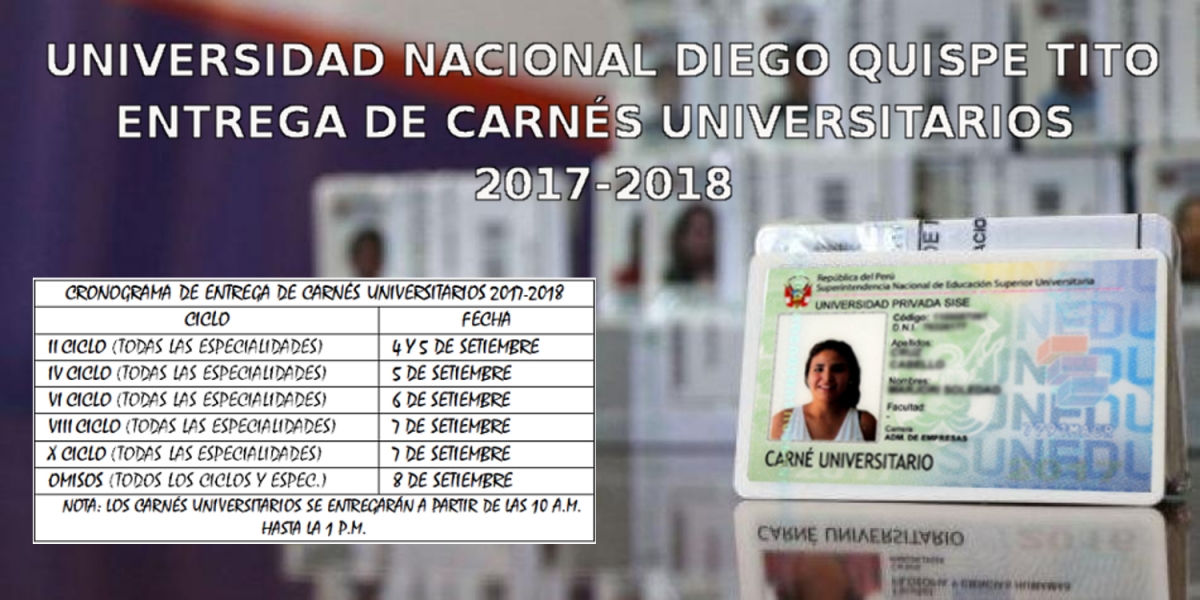 UNIVERSIDAD NACIONAL DIEGO QUISPE TITO
ENTREGA DE CARNÉS UNIVERSITARIOS
2017-2018
CRONOGRAMA DE ENTREGA DE CARNÉS UNIVERSITARIOS 2017-2018
CICLO FECHA
II CICLO (TODAS LAS ESPECIALIDADES) 4 Y 5 DE SETIEMBRE
IV CICLO (TODAS LAS ESPECIALIDADES) 5 DE SETIEMBRE
VI CICLO (TODAS LAS ESPECIALIDADES) 6 DE SETIEMBRE
VIII CICLO (TODAS LAS ESPECIALIDADES) 7 DE SETIEMBRE
X CICLO (TODAS LAS ESPECIALIDADES) 7 DE SETIEMBRE
OMISOS (TODOS LOS CICLOS Y ESPEC.) 8 DE SETIEMBRE
NOTA: LOS CARNÉS UNIVERSITARIOS SE ENTREGARÁN A PARTIR DE LAS 10 A.M.
HASTA LA 1 P.M.
República del Perú
Superintendencia Nacional de Educación Superior Universitaria
UNIVERSIDAD PRIVADA SISE
Código:
D.N.I.
Apellidos:
Nombres:
Facultad:
-
Carrera
ADM. DE EMPRESAS
CARNÉ UNIVERSITARIO
SUNEDU
2017
CARNÉ UNIVERSITARIO
2016
FILOSOFIA Y CIENCIAS HUMANAS